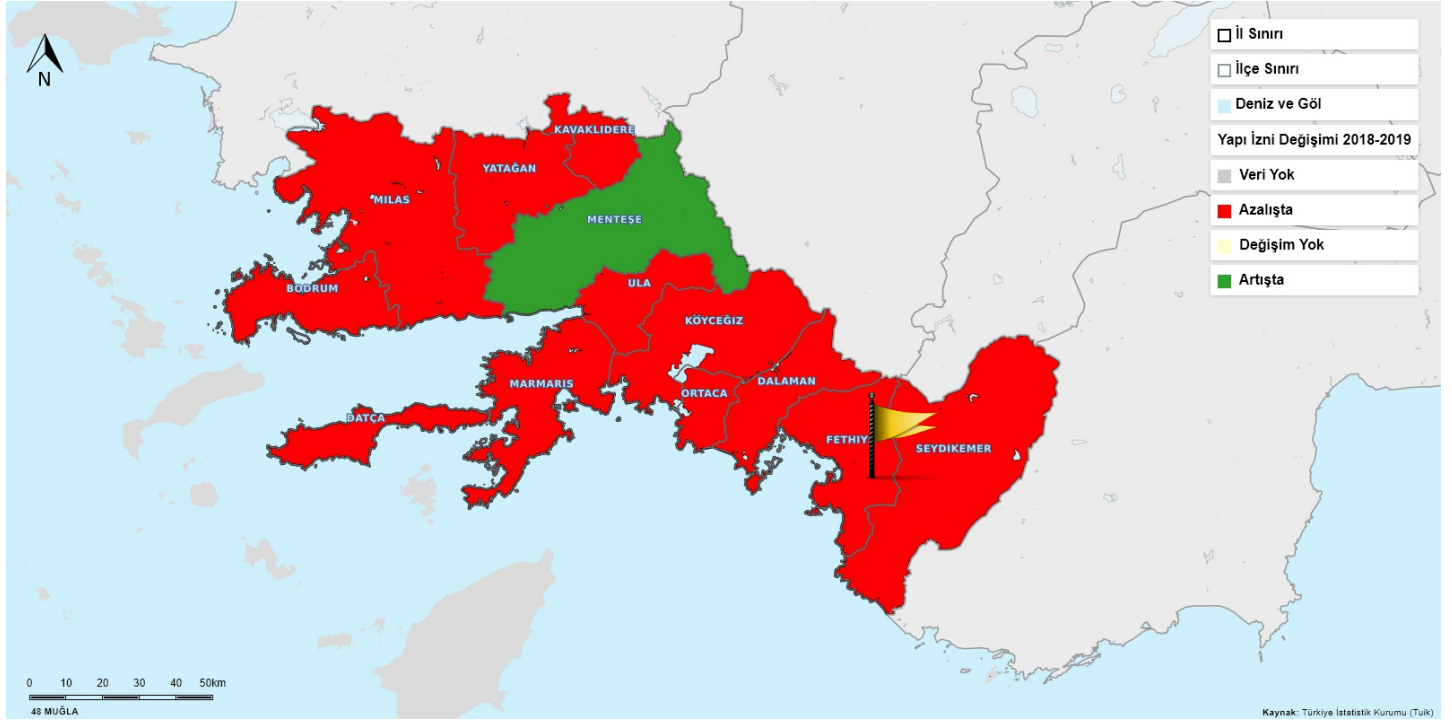 N
İl Sınırı
İlçe Sınırı
Deniz ve Göl
Yapı İzni Değişimi 2018-2019
Veri Yok
Azalışta
Değişim Yok
Artışta
KAVAKLIDERE
YATAĞAN
MILAS
MENTEŞE
BODRUM
ULA
KÖYCEĞIZ
MARMARIS
DALAMAN
ORTACA
DATÇA
FETHIY
SEYDIKEMER
0 10 20 30 40 50km
48 MUĞLA
Kaynak: Türkiye İstatistik Kurumu (Tuik)